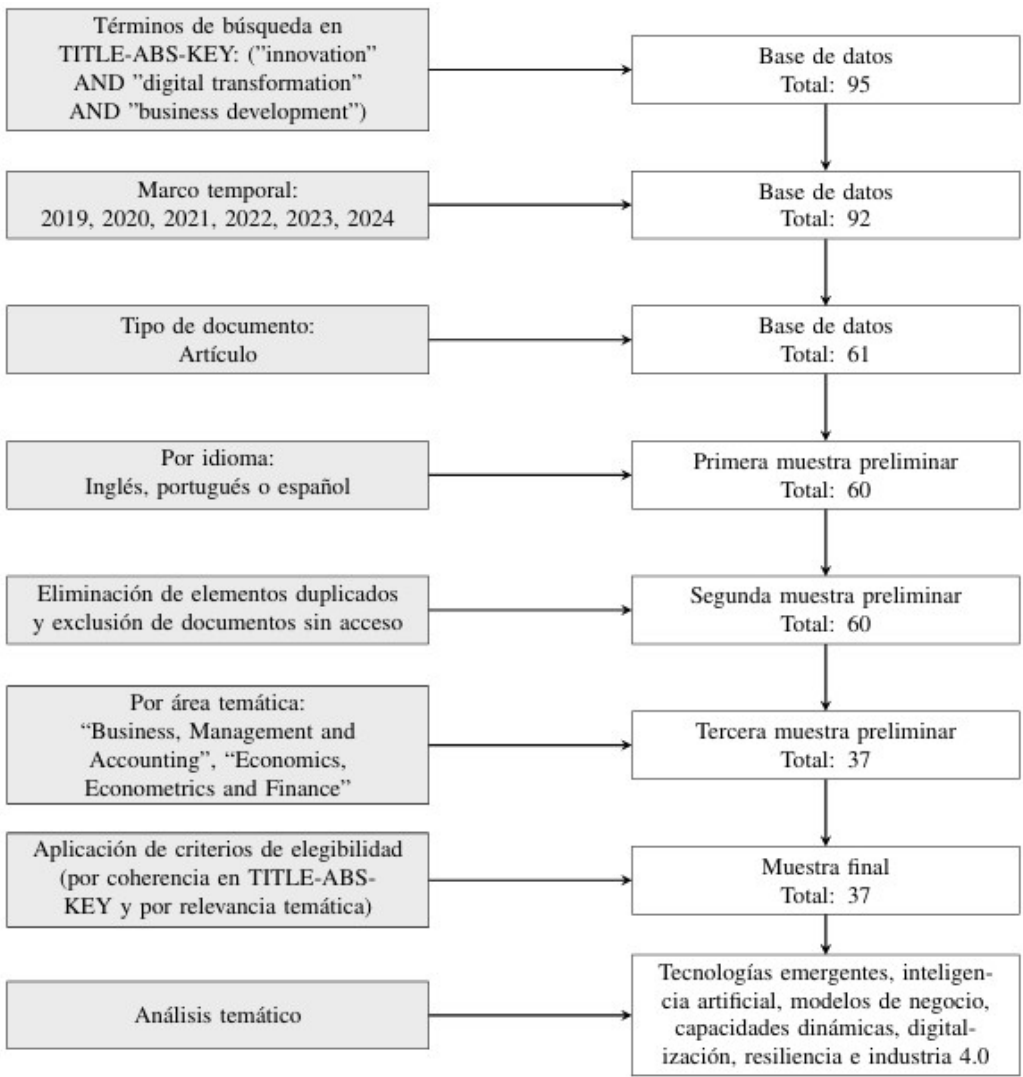 Términos de búsqueda en
TITLE-ABS-KEY: (”innovation”
AND ”digital transformation”
AND ”business development”)
Base de datos
Total: 95
Marco temporal:
2019, 2020, 2021, 2022, 2023, 2024
Base de datos
Total: 92
Tipo de documento:
Artículo
Base de datos
Total: 61
Por idioma:
Inglés, portugués o español
Primera muestra preliminar
Total: 60
Eliminación de elementos duplicados
y exclusión de documentos sin acceso
Segunda muestra preliminar
Total: 60
Por área temática:
“Business, Management and
Accounting”, “Economics,
Econometrics and Finance”
Tercera muestra preliminar
Total: 37
Aplicación de criterios de elegibilidad
(por coherencia en TITLE-ABS-
KEY y por relevancia temática)
Muestra final
Total: 37
Análisis temático
Tecnologías emergentes, inteligen-
cia artificial, modelos de negocio,
capacidades dinámicas, digital-
ización, resiliencia e industria 4.0